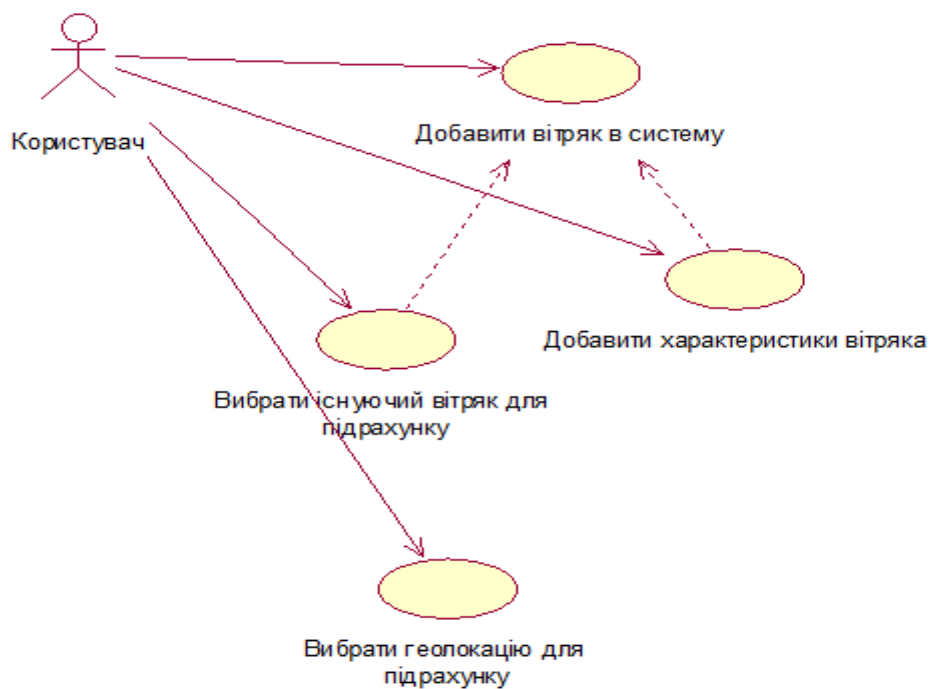 Користувач
Добавити вітряк в систему
Добавити характеристики вітряка
Вибрати існуючий вітряк для
підрахунку
Вибрати геолокацію для
підрахунку